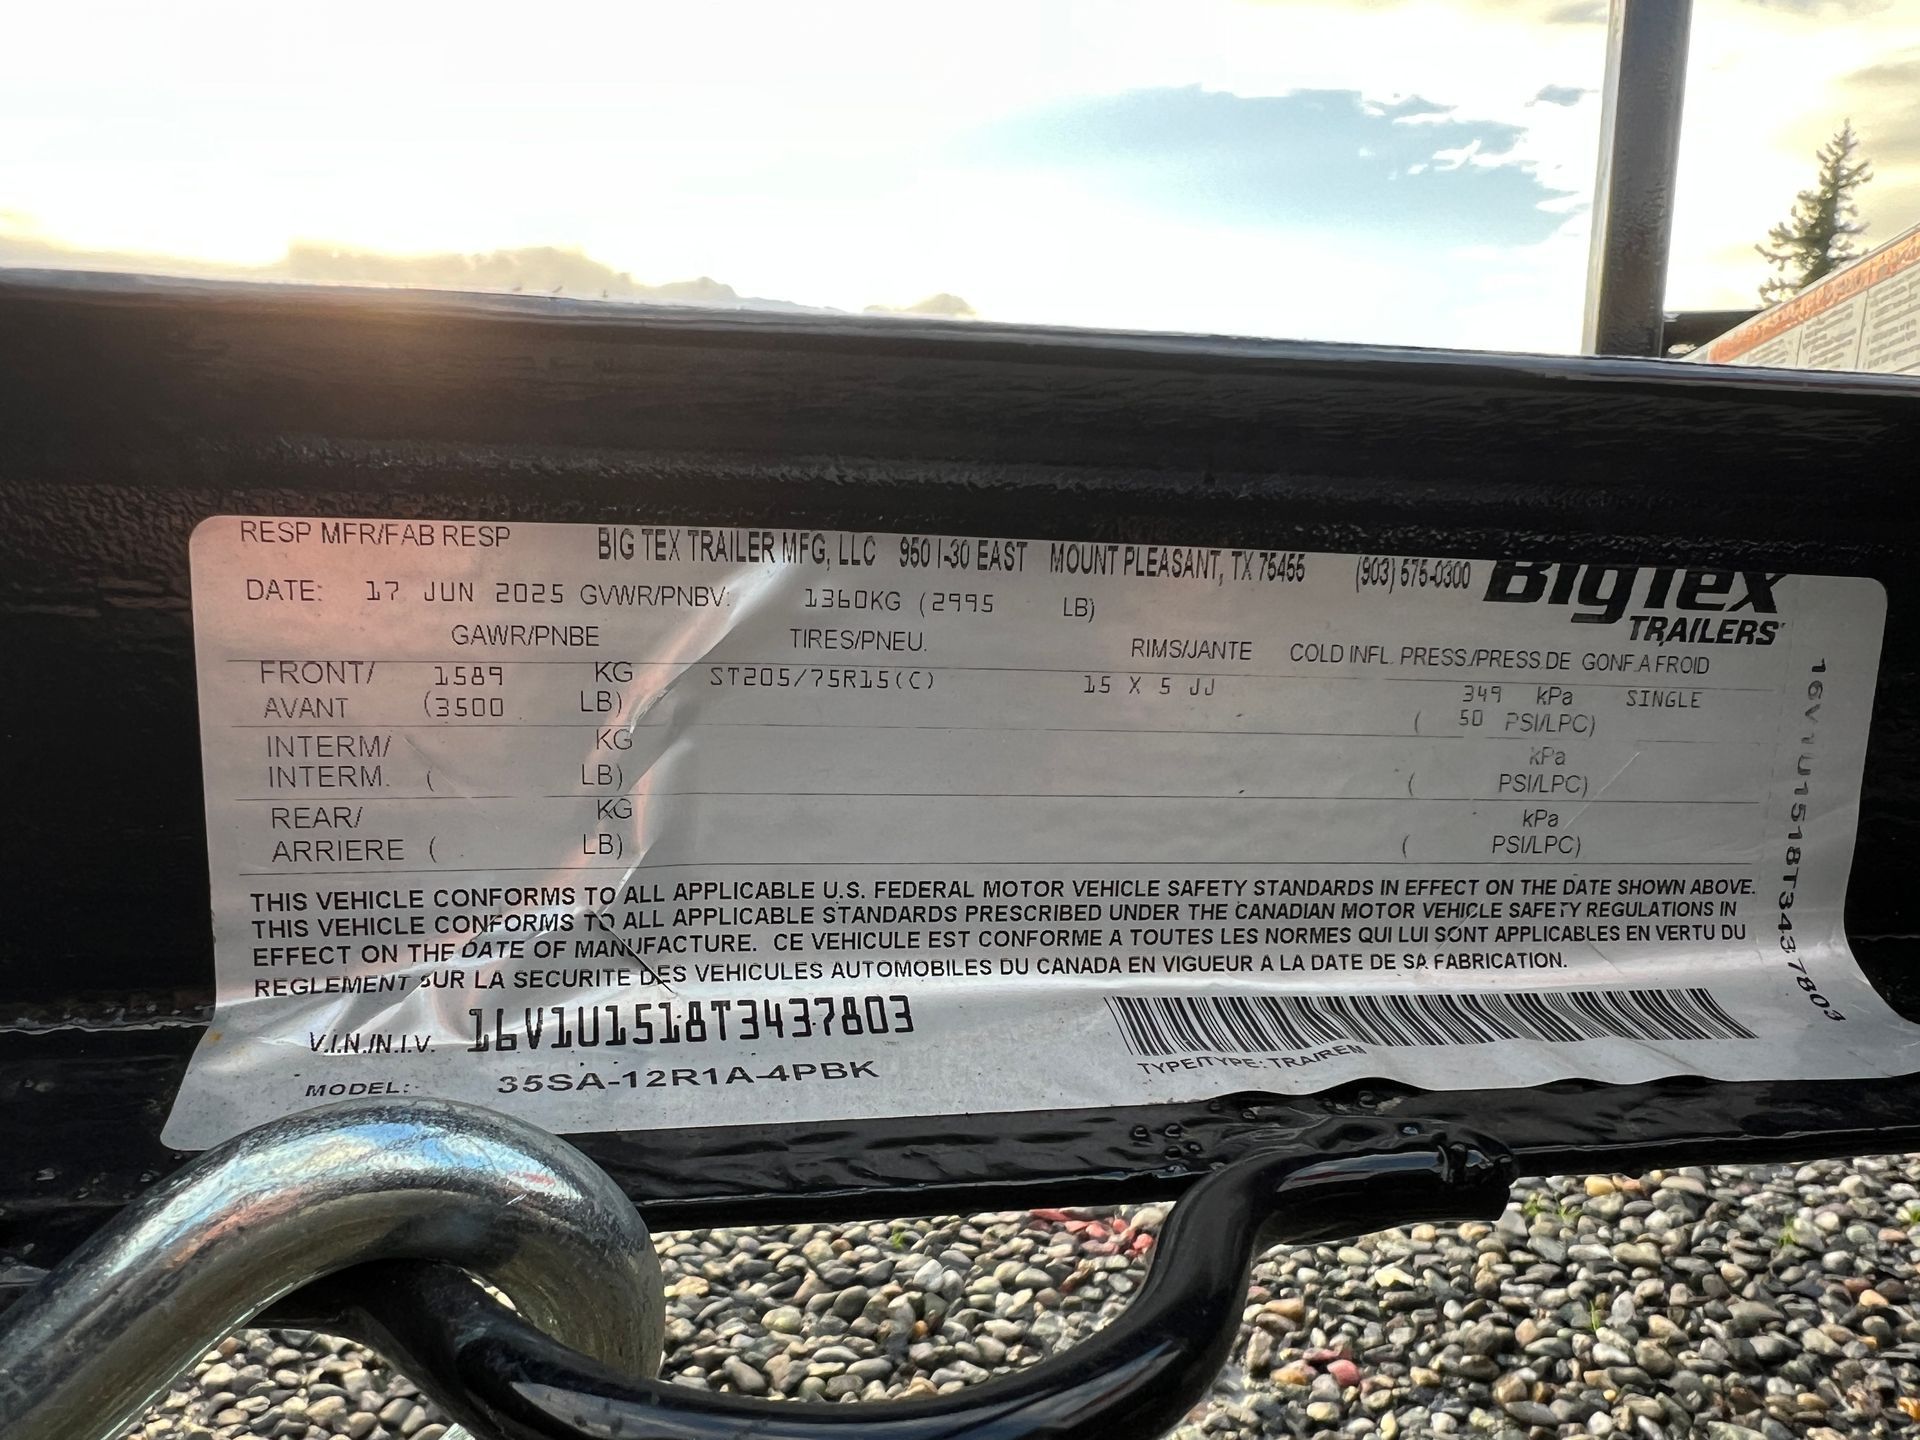 RESP MFR/FAB RESP BIG TEX TRAILER MFG, LLC 950 I-30 EAST MOUNT PLEASANT, TX 75455 (903) 575-0300
BigTex
TRAILERS
DATE: 17 JUN 2025 GVWR/PNBV: 1360KG (2995 LB)
GAWR/PNBE TIRES/PNEU. RIMS/JANTE COLD INFL. PRESS./PRESS.DE GONF.A FROID
FRONT/ 1589 KG ST205/75R15(C) 15 X 5 JJ 349 kPa SINGLE
AVANT (3500 LB) ( 50 PSI/LPC)
INTERM/ KG kPa
INTERM. ( LB) ( PSI/LPC)
REAR/ KG kPa
ARRIERE ( LB) ( PSI/LPC)
THIS VEHICLE CONFORMS TO ALL APPLICABLE U.S. FEDERAL MOTOR VEHICLE SAFETY STANDARDS IN EFFECT ON THE DATE SHOWN ABOVE.
THIS VEHICLE CONFORMS TO ALL APPLICABLE STANDARDS PRESCRIBED UNDER THE CANADIAN MOTOR VEHICLE SAFETY REGULATIONS IN
EFFECT ON THE DATE OF MANUFACTURE. CE VEHICULE EST CONFORME A TOUTES LES NORMES QUI LUI SONT APPLICABLES EN VERTU DU
REGLEMENT SUR LA SECURITE DES VEHICULES AUTOMOBILES DU CANADA EN VIGUEUR A LA DATE DE SA FABRICATION.
V.I.N./N.I.V. 16V1U1518T3437803
MODEL: 35SA-12R1A-4PBK
TYPE/TYPE: TRA/REM
16V1U1518T3437803